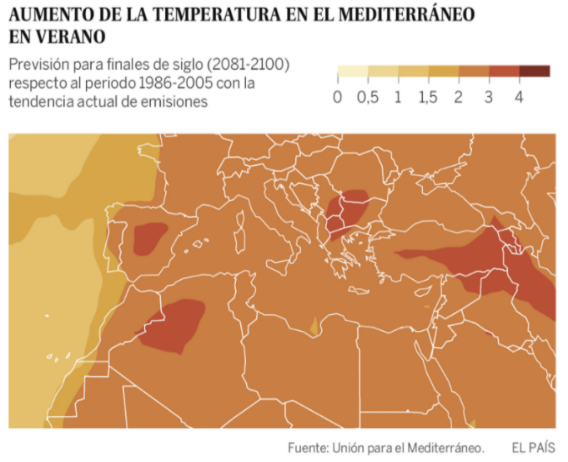 AUMENTO DE LA TEMPERATURA EN EL MEDITERRÁNEO
EN VERANO
Previsión para finales de siglo (2081-2100)
respecto al periodo 1986-2005 con la
tendencia actual de emisiones
0 0,5 1 1,5 2 3 4
Fuente: Unión para el Mediterráneo. EL PAÍS